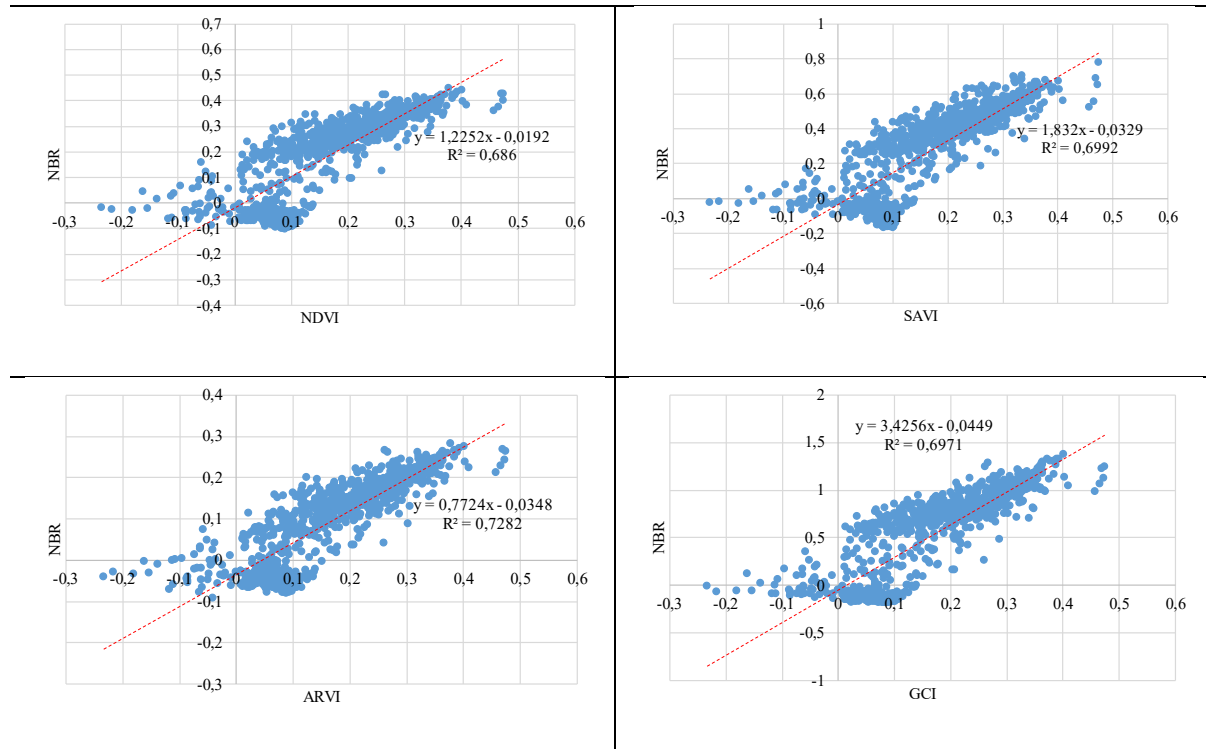 0,7
0,6
0,5
0,4
0,3
0,2
0,1
0
-0,1
-0,2
-0,3
-0,4
-0,3 -0,2 -0,1 0 0,1 0,2 0,3 0,4 0,5 0,6
NBR
NDVI
y = 1,2252x - 0,0192
R² = 0,686
1
0,8
0,6
0,4
0,2
0
-0,2
-0,4
-0,6
-0,3 -0,2 -0,1 0 0,1 0,2 0,3 0,4 0,5 0,6
NBR
SAVI
y = 1,832x - 0,0329
R² = 0,6992
0,4
0,3
0,2
0,1
0
-0,1
-0,2
-0,3
-0,3 -0,2 -0,1 0 0,1 0,2 0,3 0,4 0,5 0,6
NBR
ARVI
y = 0,7724x - 0,0348
R² = 0,7282
2
1,5
1
0,5
0
-0,5
-1
-0,3 -0,2 -0,1 0 0,1 0,2 0,3 0,4 0,5 0,6
NBR
GCI
y = 3,4256x - 0,0449
R² = 0,6971